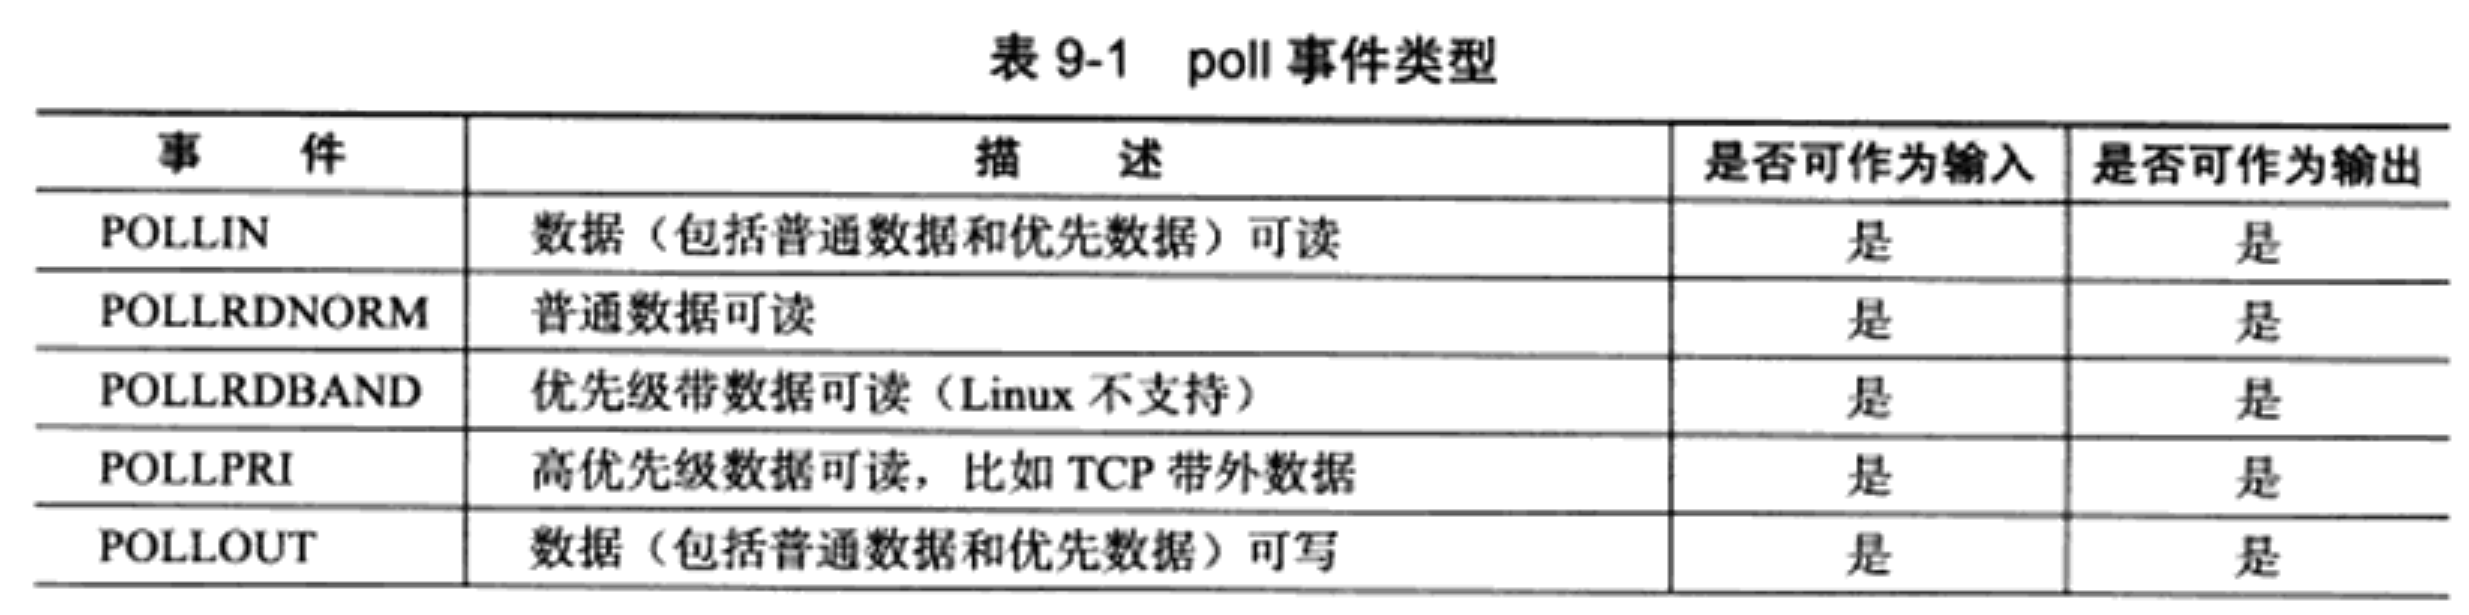 表 9-1 poll 事件类型
事 件 描 述 是否可作为输入 是否可作为输出
POLLIN 数据（包括普通数据和优先数据）可读 是 是
POLLRDNORM 普通数据可读 是 是
POLLRDBAND 优先级带数据可读（Linux 不支持） 是 是
POLLPRI 高优先级数据可读，比如 TCP 带外数据 是 是
POLLOUT 数据（包括普通数据和优先数据）可写 是 是